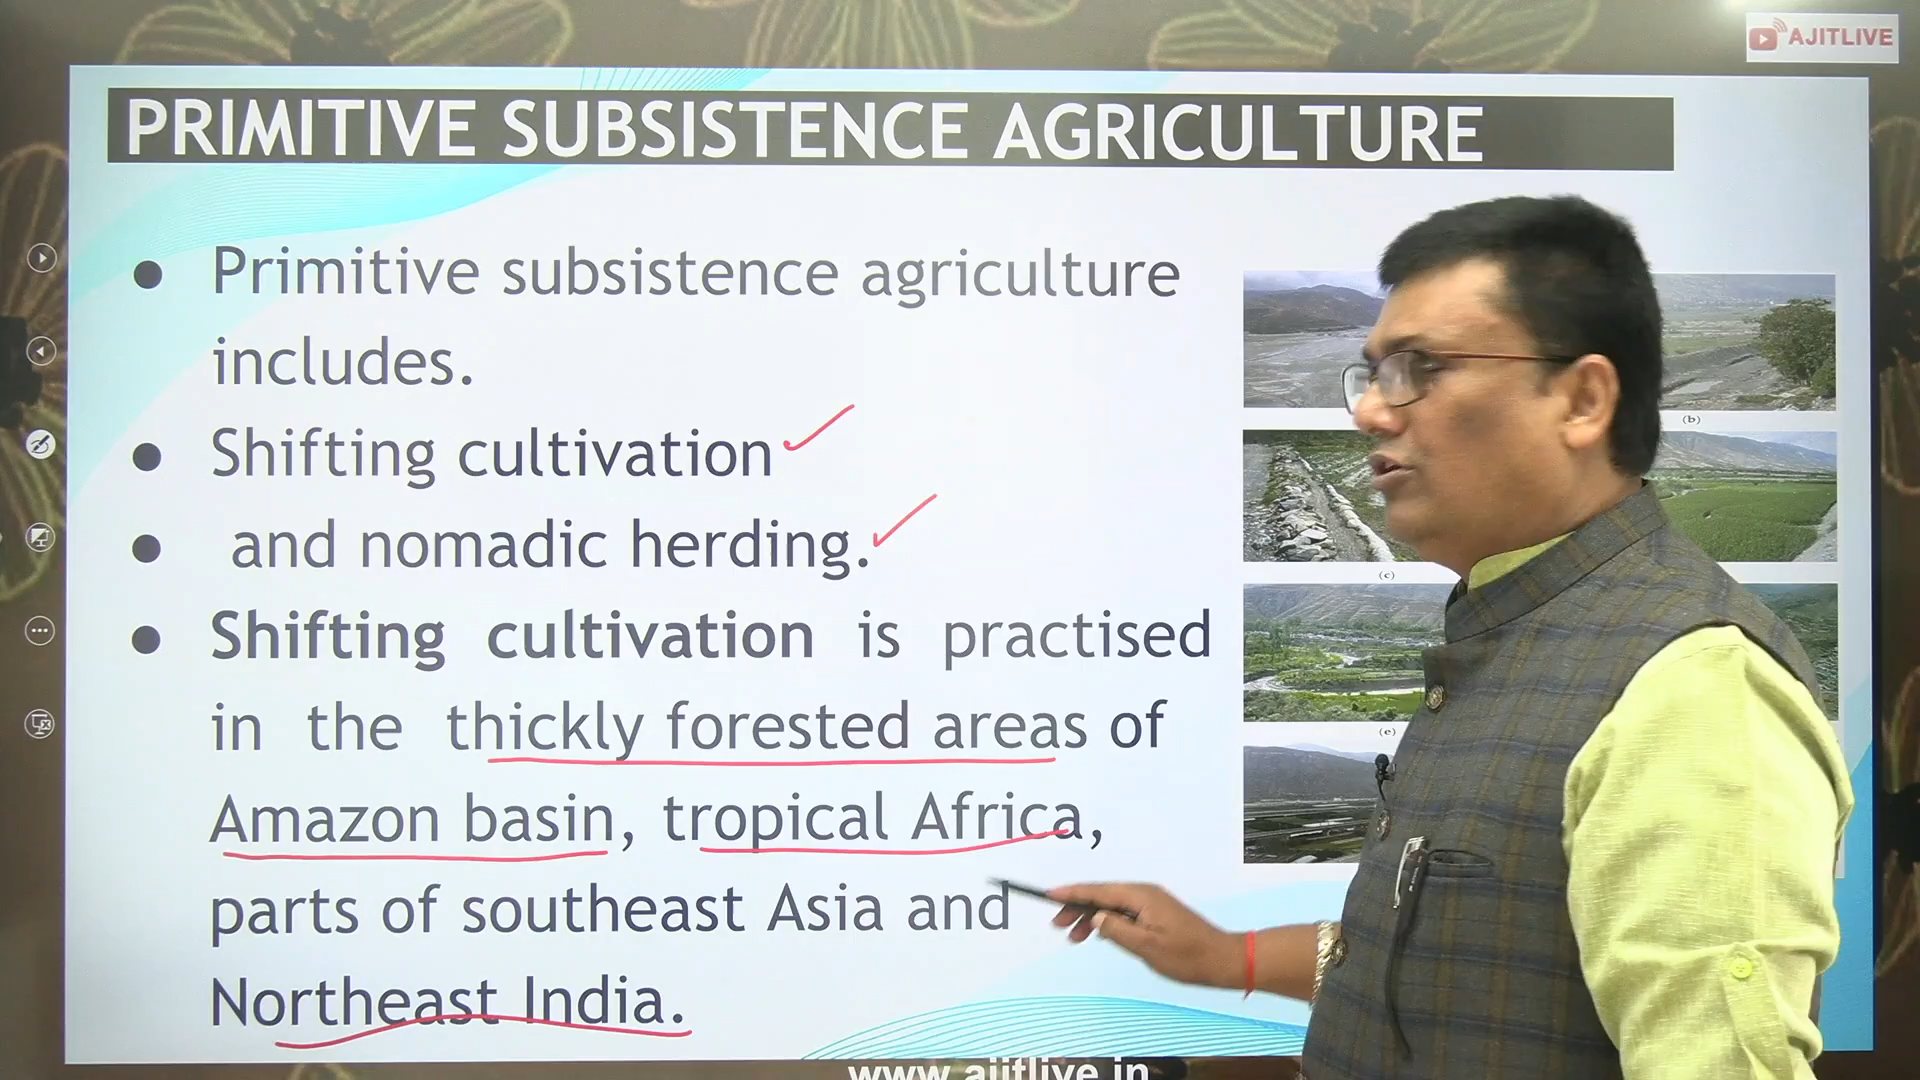 AJITLIVE
PRIMITIVE SUBSISTENCE AGRICULTURE
● Primitive subsistence agriculture
includes.
● Shifting cultivation
● and nomadic herding.
● Shifting cultivation is practised
in the thickly forested areas of
Amazon basin, tropical Africa,
parts of southeast Asia and
Northeast India.
(b)
(c)
(e)
www.ajitlive.in